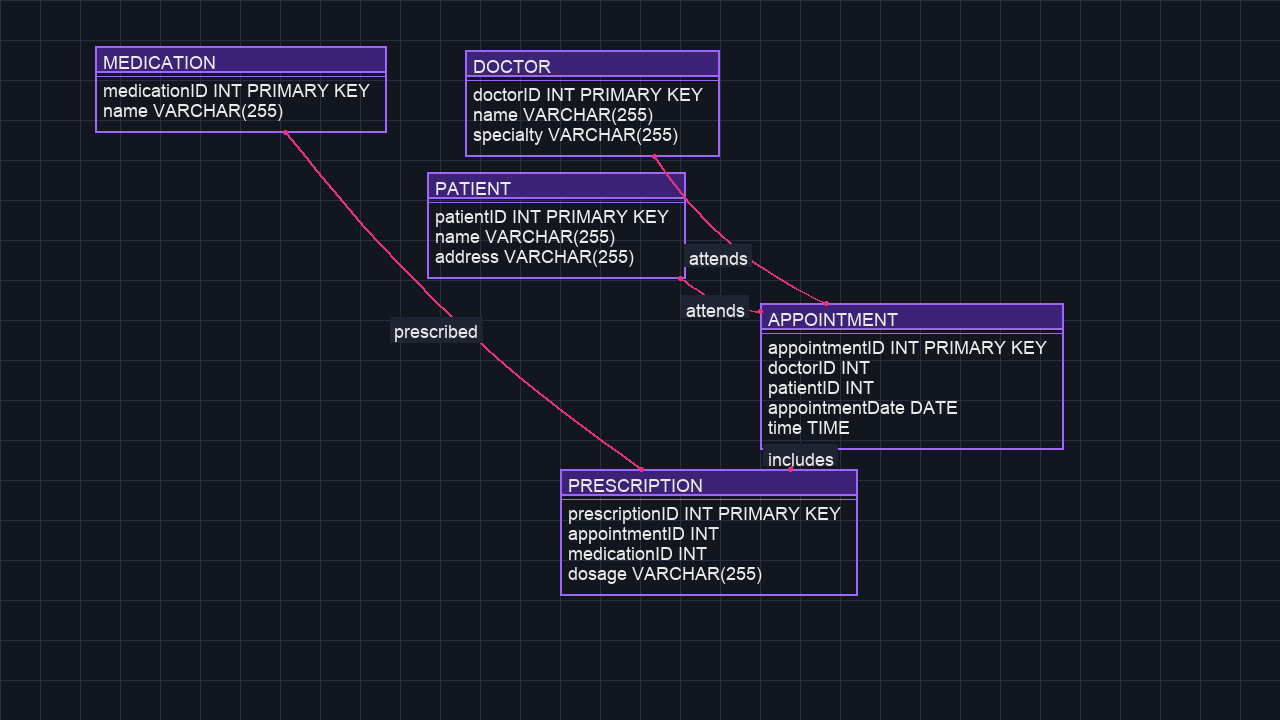 MEDICATION
medicationID INT PRIMARY KEY
name VARCHAR(255)
DOCTOR
doctorID INT PRIMARY KEY
name VARCHAR(255)
specialty VARCHAR(255)
PATIENT
patientID INT PRIMARY KEY
name VARCHAR(255)
address VARCHAR(255)
attends
attends
prescribed
APPOINTMENT
appointmentID INT PRIMARY KEY
doctorID INT
patientID INT
appointmentDate DATE
time TIME
includes
PRESCRIPTION
prescriptionID INT PRIMARY KEY
appointmentID INT
medicationID INT
dosage VARCHAR(255)